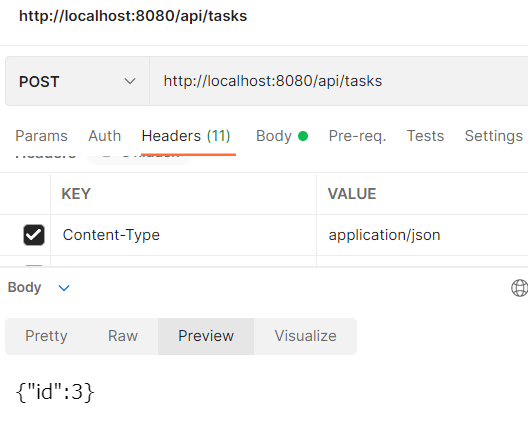 http://localhost:8080/api/tasks
POST http://localhost:8080/api/tasks
Params Auth Headers (11) Body Pre-req. Tests Settings
KEY VALUE
Content-Type application/json
Body
Pretty Raw Preview Visualize
{"id":3}